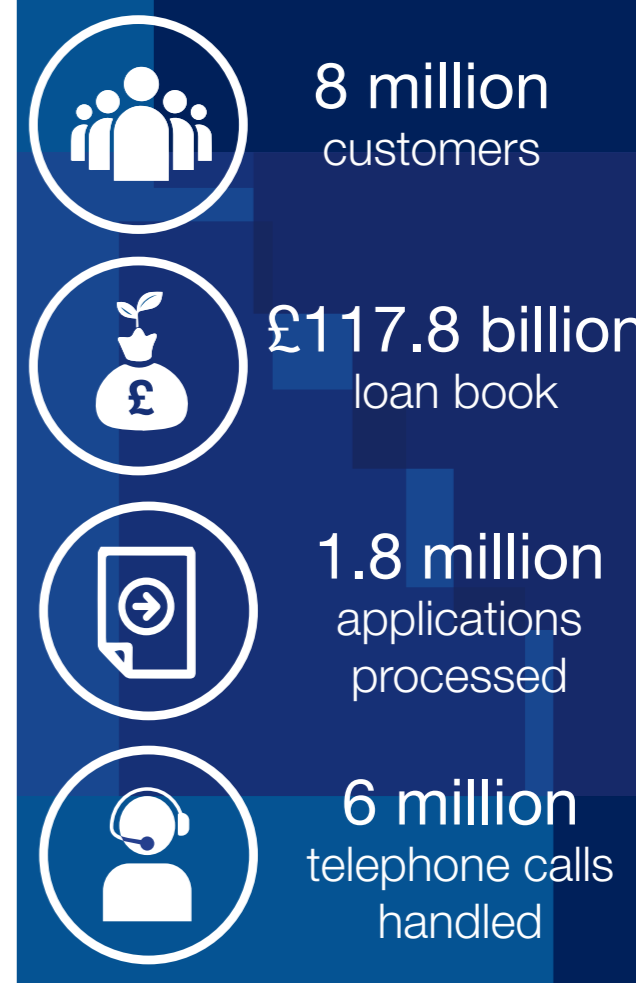 8 million
customers
£117.8 billion
loan book
£
1.8 million
applications
processed
6 million
telephone calls
handled